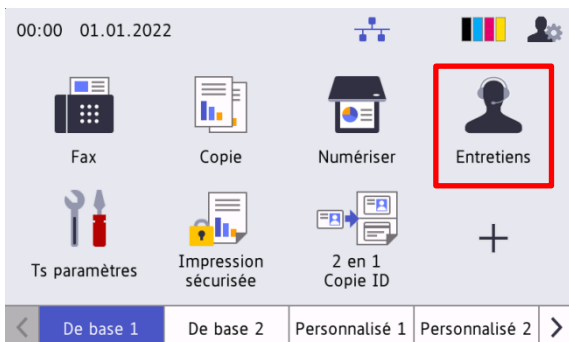 00:00 01.01.2022
Fax
Copie
Numériser
Entretiens
Ts paramètres
Impression
sécurisée
2 en 1
Copie ID
De base 1
De base 2
Personnalisé 1
Personnalisé 2